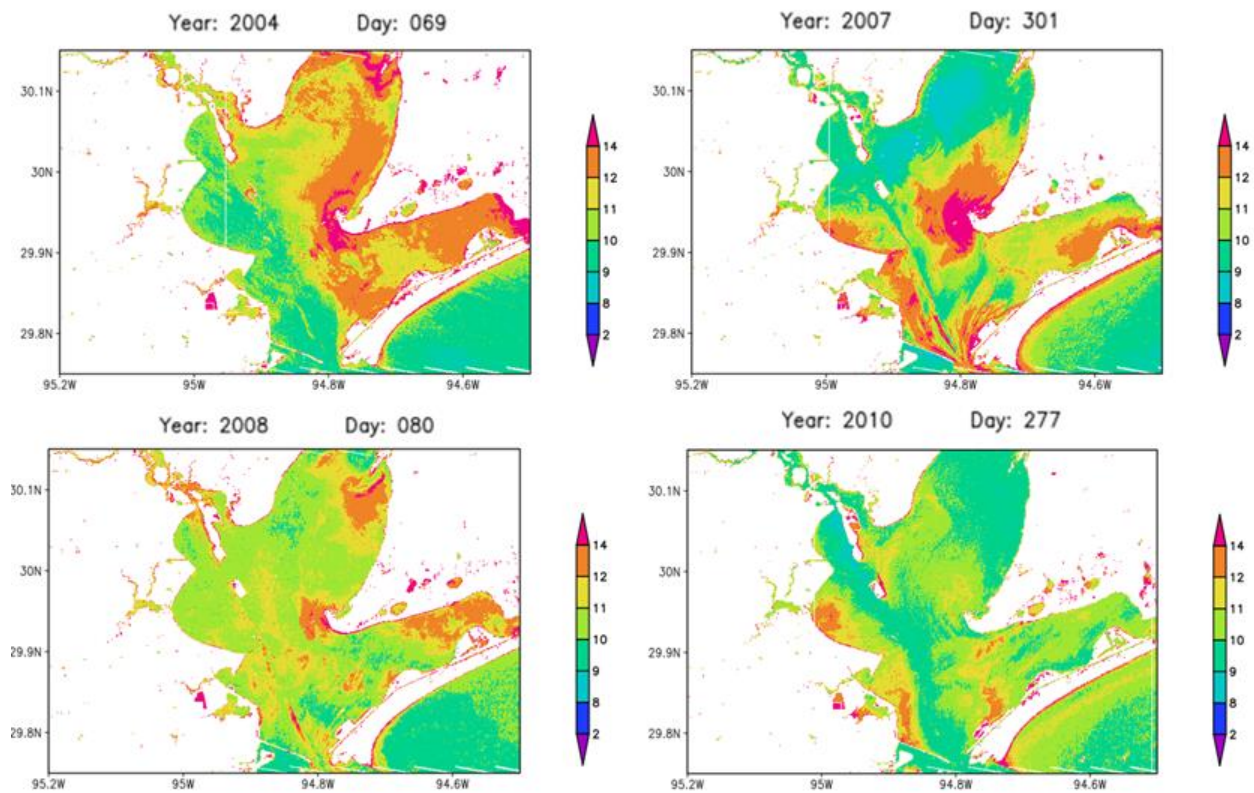 Year: 2004 Day: 069
30.1N
30N
29.9N
29.8N
95.2W 95W 94.8W 94.6W
14
12
11
10
9
8
2
Year: 2007 Day: 301
30.1N
30N
29.9N
29.8N
95.2W 95W 94.8W 94.6W
14
12
11
10
9
8
2
Year: 2008 Day: 080
30.1N
30N
29.9N
29.8N
95.2W 95W 94.8W 94.6W
14
12
11
10
9
8
2
Year: 2010 Day: 277
30.1N
30N
29.9N
29.8N
95.2W 95W 94.8W 94.6W
14
12
11
10
9
8
2